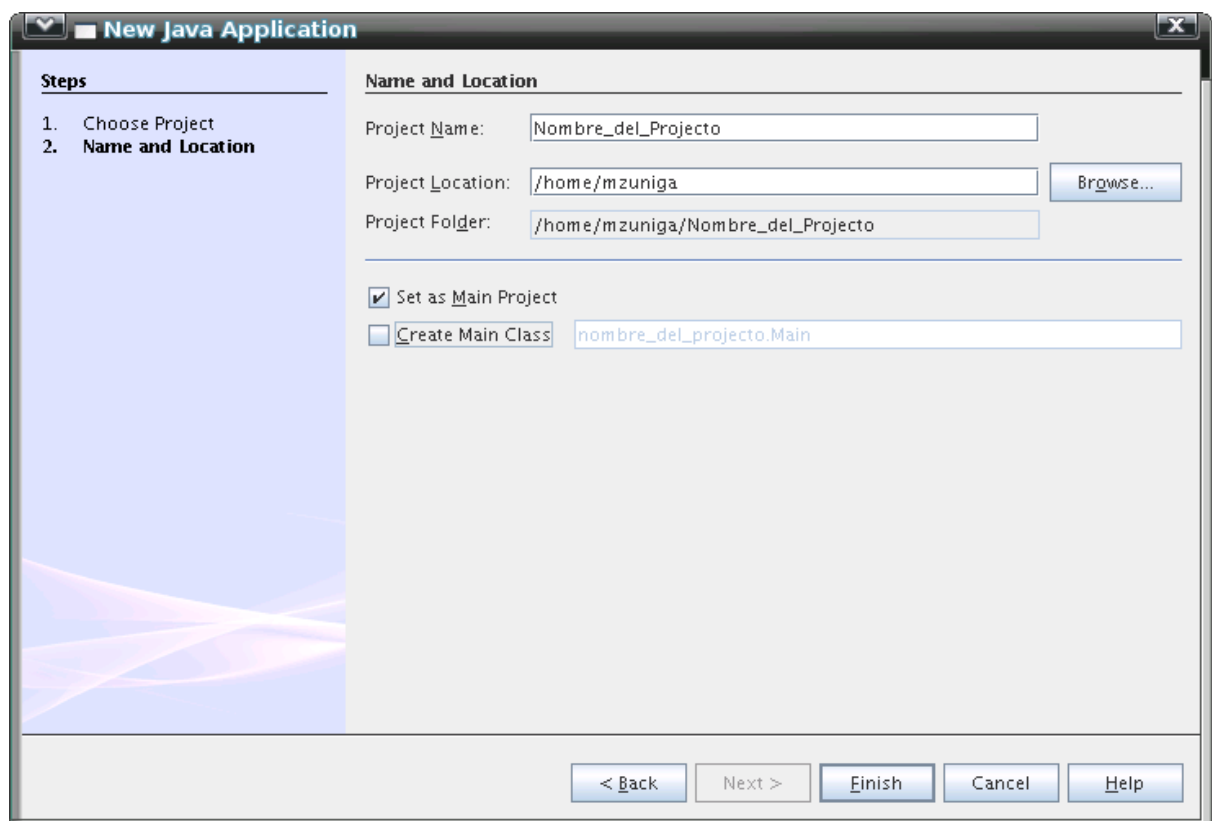 New Java Application
Steps
1. Choose Project
2. Name and Location
Name and Location
Project Name: Nombre_del_Projecto
Project Location: /home/mzuniga Browse...
Project Folder: /home/mzuniga/Nombre_del_Projecto
Set as Main Project
Create Main Class nombre_del_projecto.Main
< Back Next > Finish Cancel Help